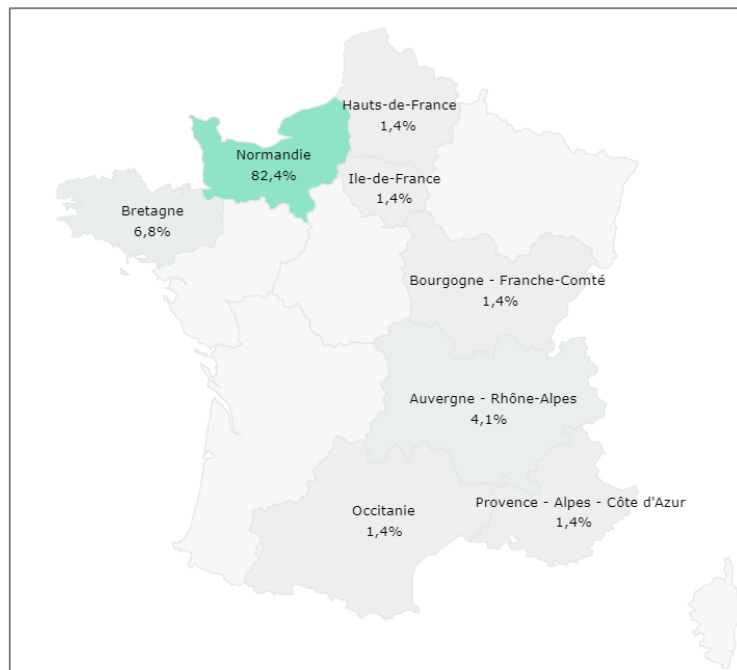 Hauts-de-France
1,4%
Normandie
82,4%
Ile-de-France
1,4%
Bretagne
6,8%
Bourgogne - Franche-Comté
1,4%
Auvergne - Rhône-Alpes
4,1%
Provence - Alpes - Côte d'Azur
1,4%
Occitanie
1,4%